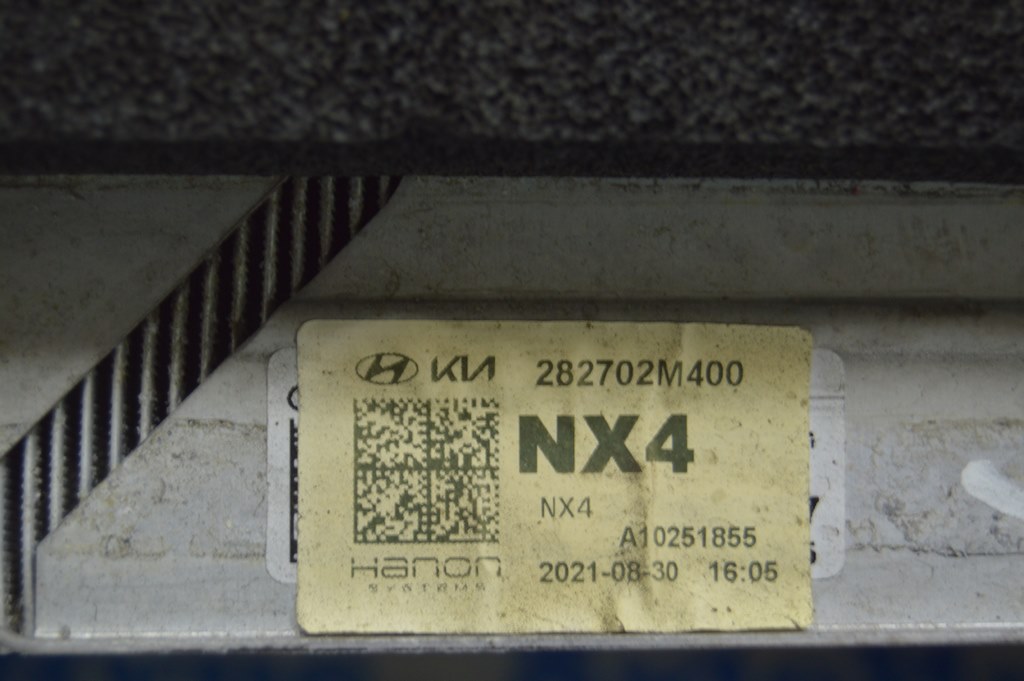 KIA 282702M400
NX4
NX4
A10251855
Hanon
SYSTEMS
2021-08-30 16:05